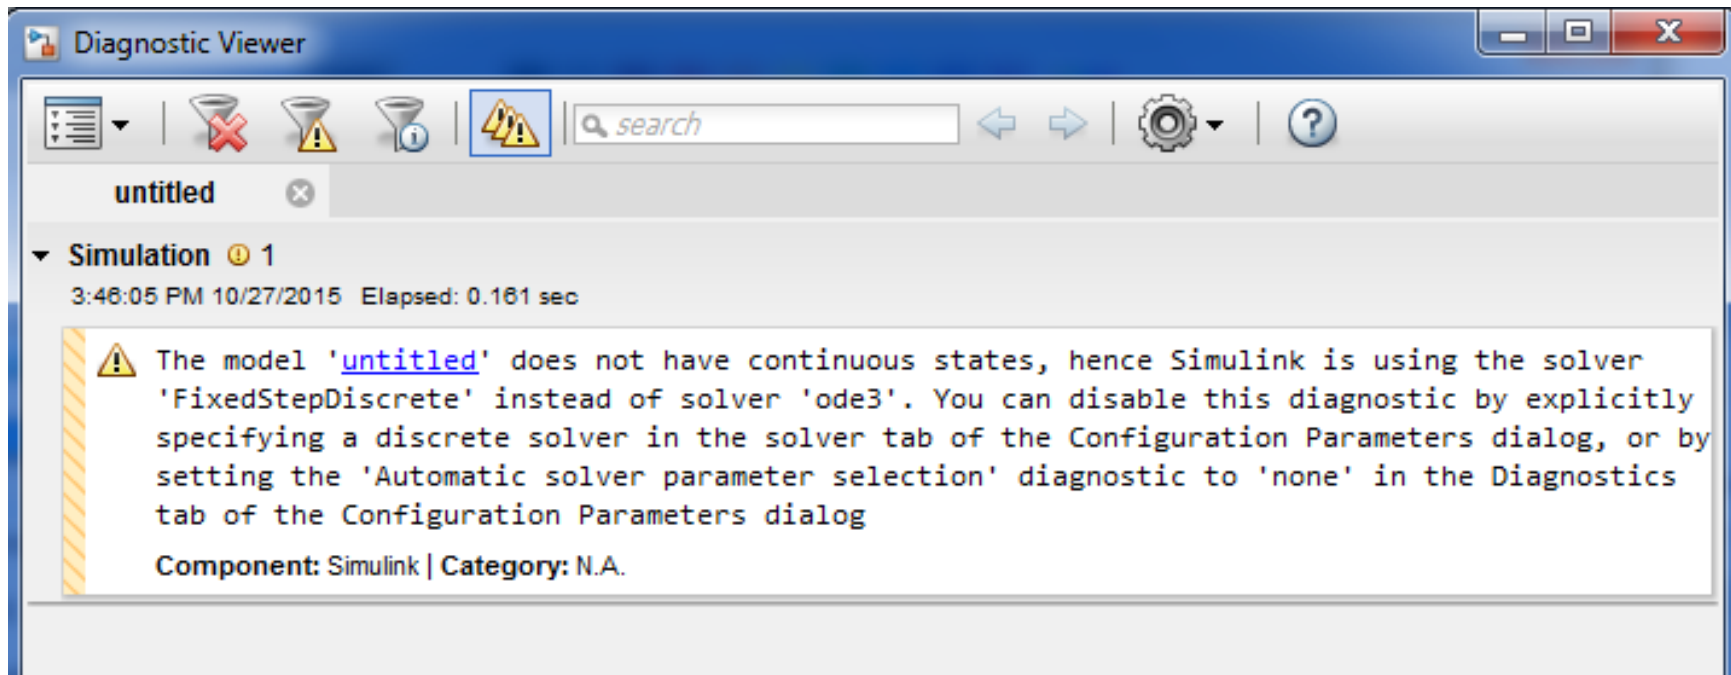 Diagnostic Viewer
search
untitled
Simulation 1
3:46:05 PM 10/27/2015 Elapsed: 0.161 sec
The model 'untitled' does not have continuous states, hence Simulink is using the solver
'FixedStepDiscrete' instead of solver 'ode3'. You can disable this diagnostic by explicitly
specifying a discrete solver in the solver tab of the Configuration Parameters dialog, or by
setting the 'Automatic solver parameter selection' diagnostic to 'none' in the Diagnostics
tab of the Configuration Parameters dialog
Component: Simulink | Category: N.A.